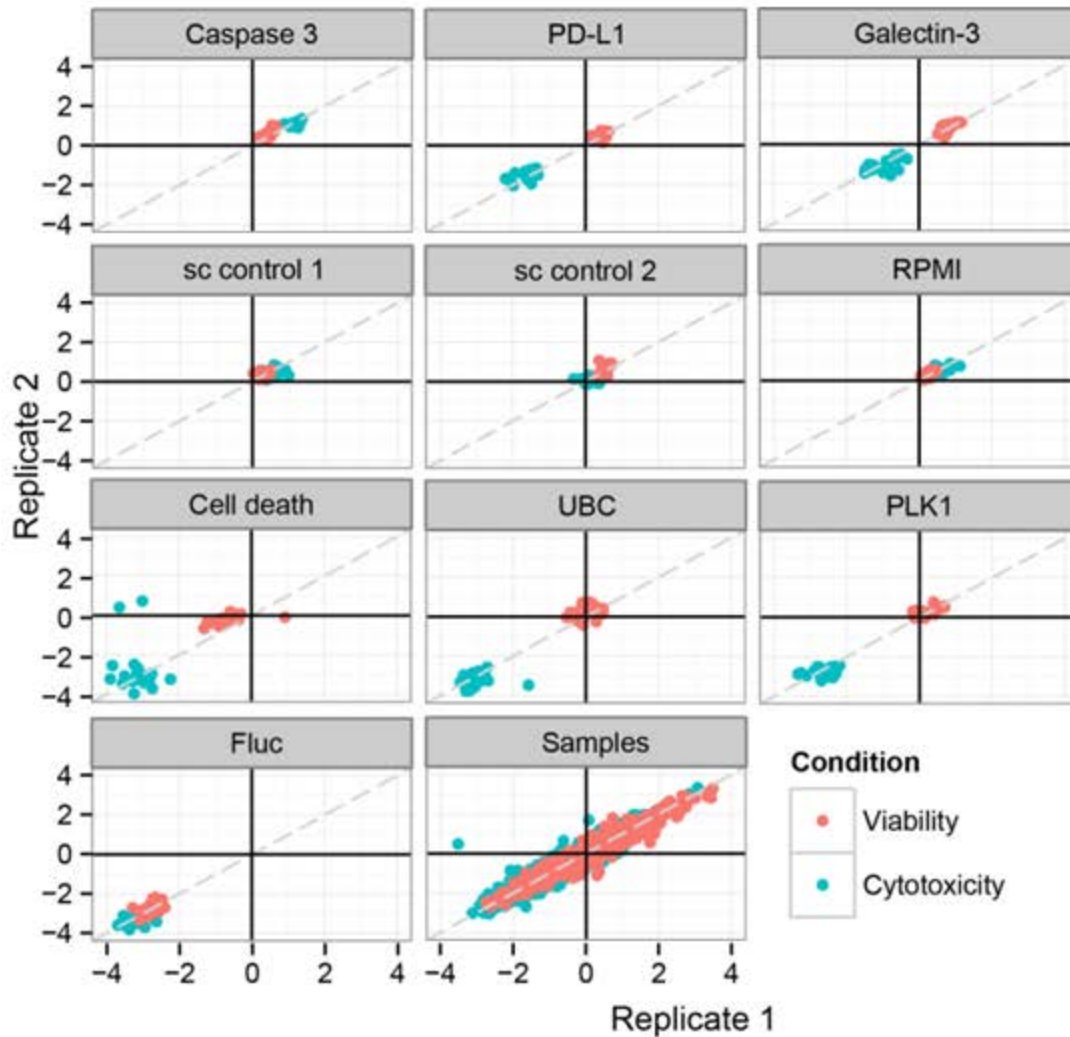 Caspase 3 PD-L1 Galectin-3
4
2
0
−2
−4
sc control 1 sc control 2 RPMI
4
2
0
−2
−4
Cell death UBC PLK1
4
2
0
−2
−4
Fluc Samples
4
2
0
−2
−4
−4 −2 0 2 4 −4 −2 0 2 4
Replicate 2
Replicate 1
Condition
Viability
Cytotoxicity